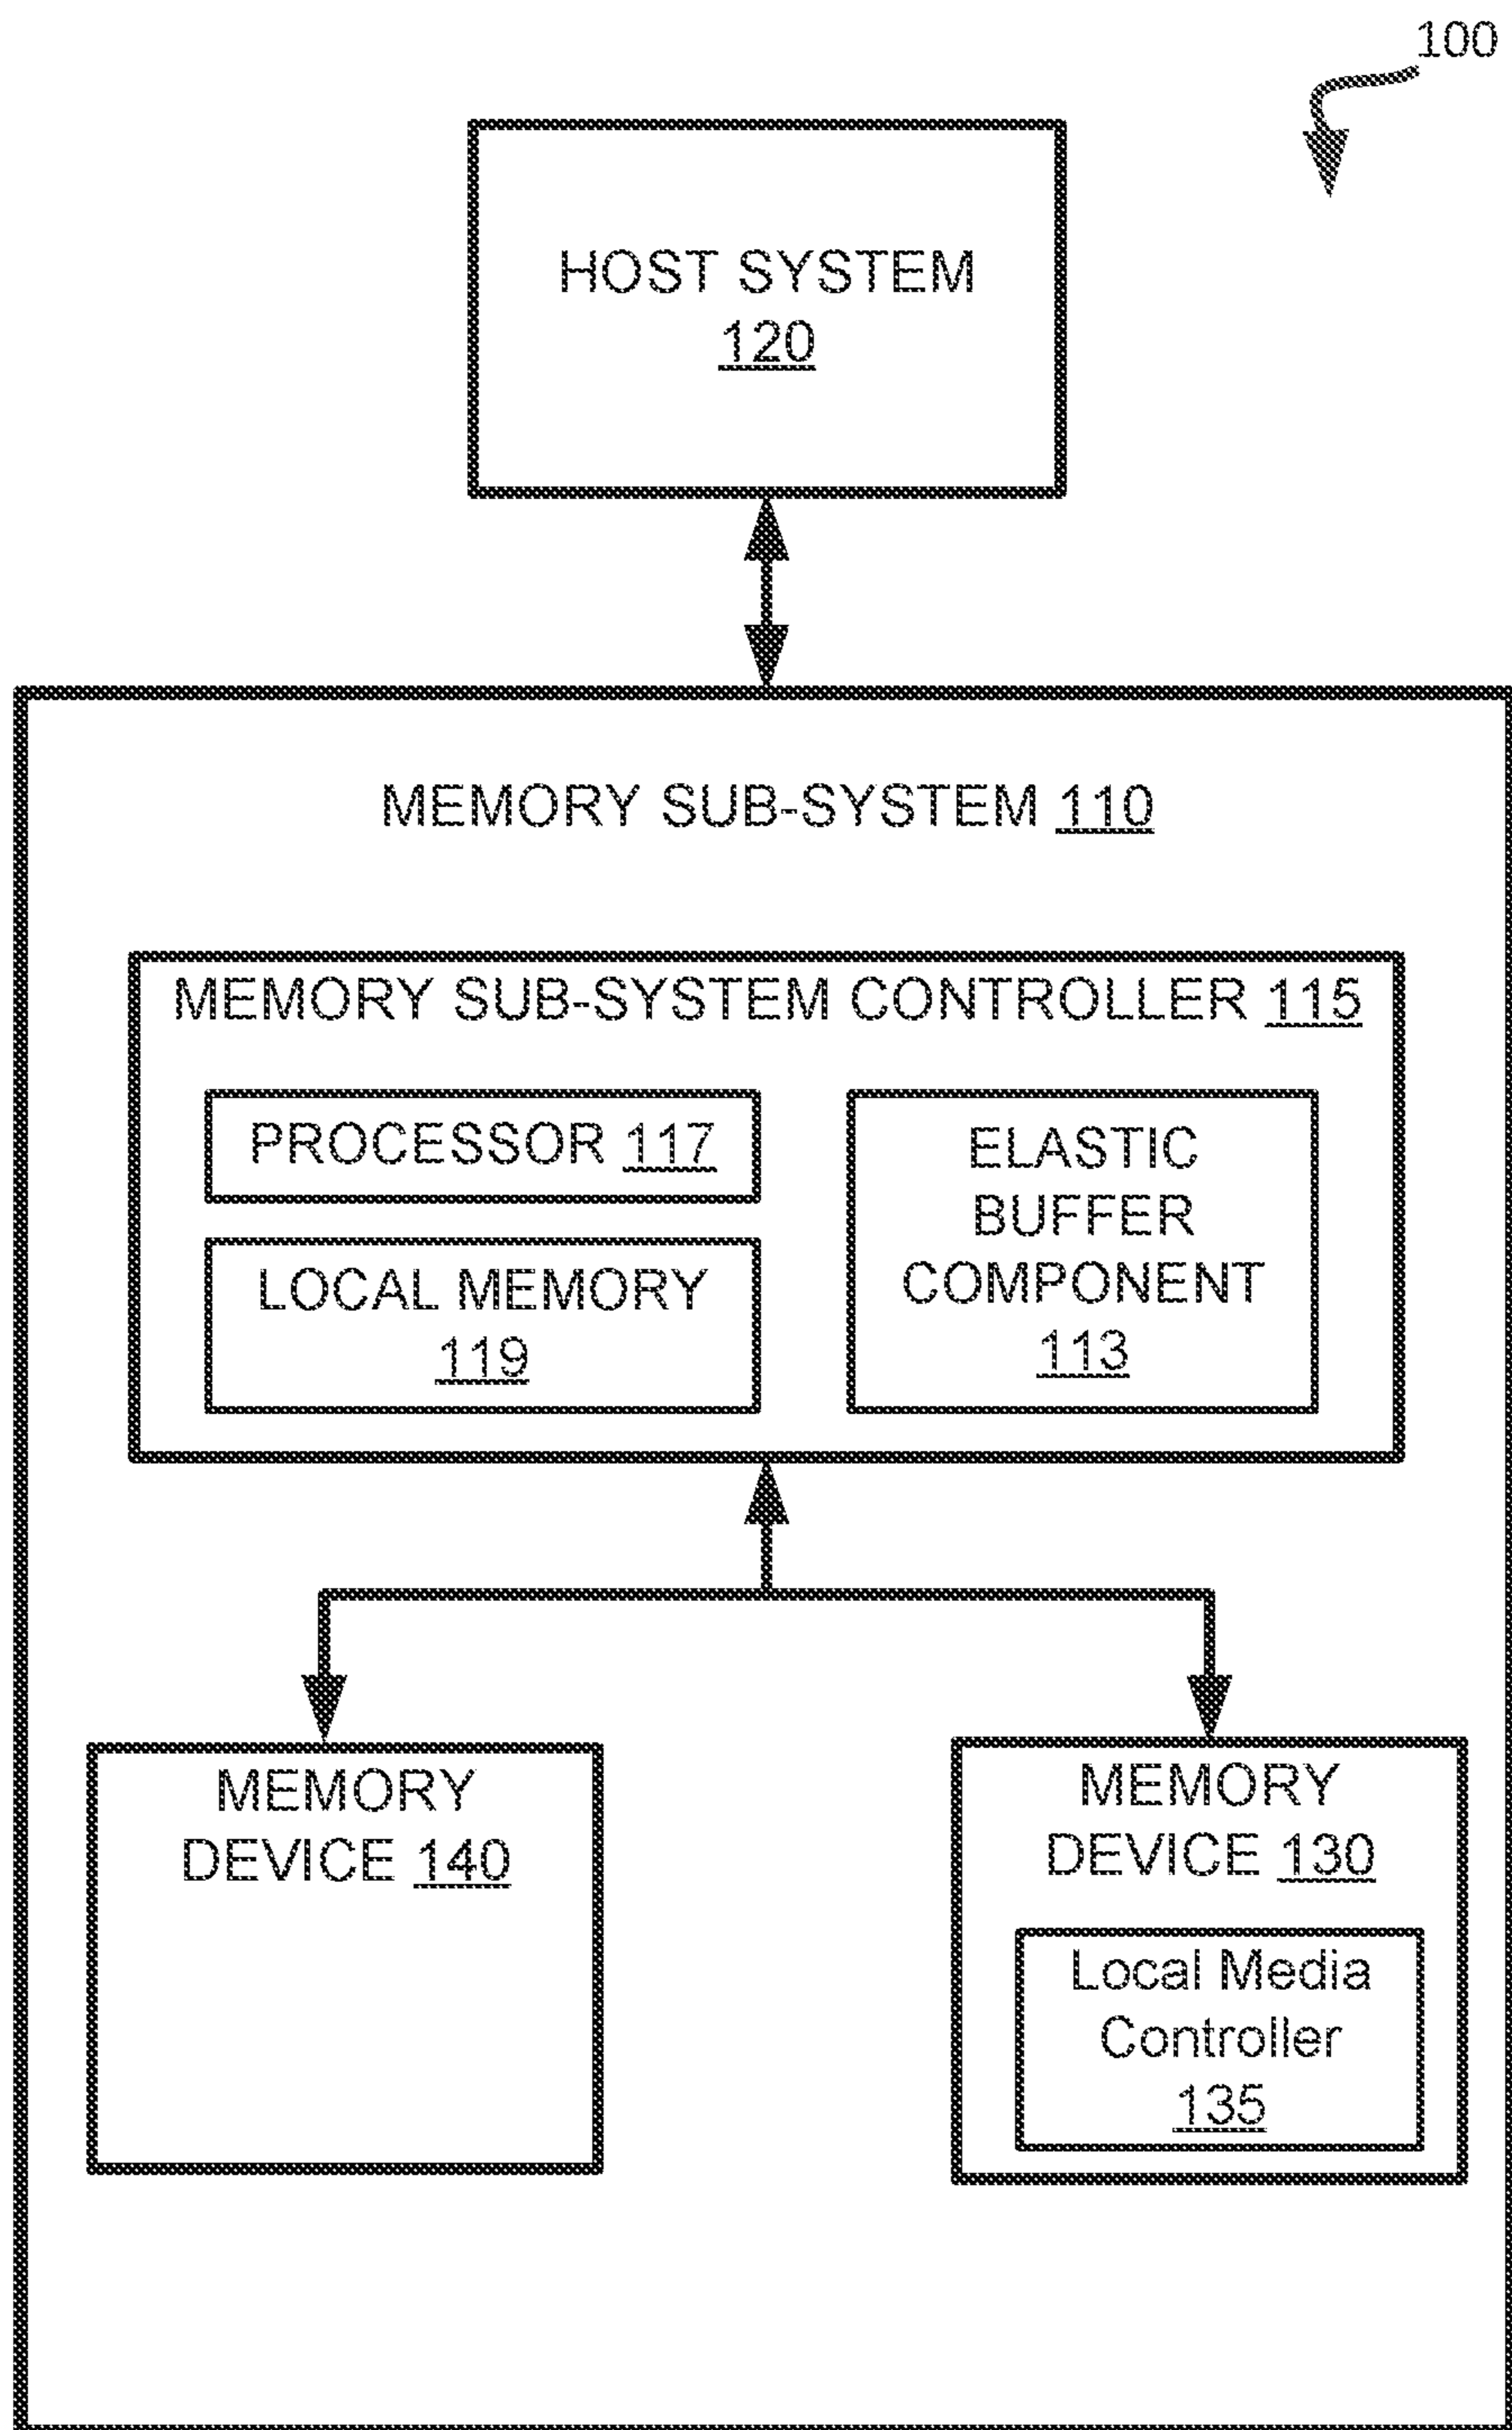 100
HOST SYSTEM
120
MEMORY SUB-SYSTEM 110
MEMORY SUB-SYSTEM CONTROLLER 115
PROCESSOR 117
LOCAL MEMORY
119
ELASTIC
BUFFER
COMPONENT
113
MEMORY
DEVICE 140
MEMORY
DEVICE 130
Local Media
Controller
135